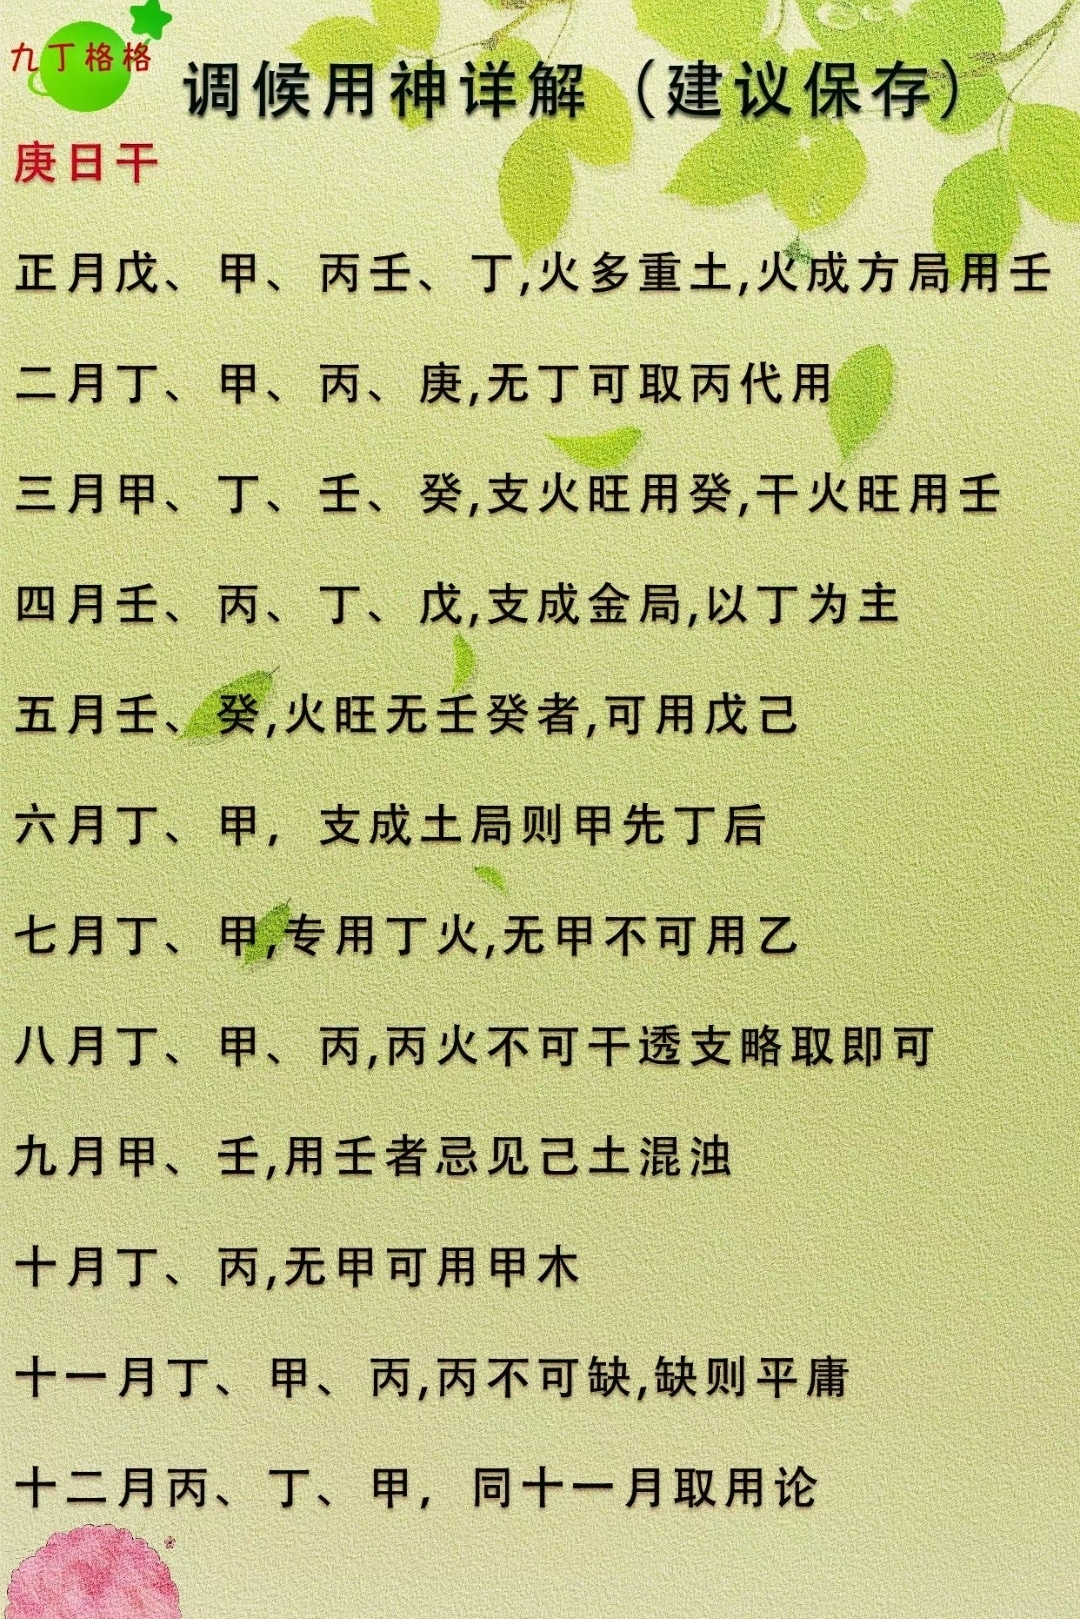 九丁格格
调候用神详解（建议保存）
庚日干
正月戊、甲、丙壬、丁,火多重土,火成方局用壬
二月丁、甲、丙、庚,无丁可取丙代用
三月甲、丁、壬、癸,支火旺用癸,干火旺用壬
四月壬、丙、丁、戊,支成金局,以丁为主
五月壬、癸,火旺无壬癸者,可用戊己
六月丁、甲，支成土局则甲先丁后
七月丁、甲,专用丁火,无甲不可用乙
八月丁、甲、丙,丙火不可干透支略取即可
九月甲、壬,用壬者忌见己土混浊
十月丁、丙,无甲可用甲木
十一月丁、甲、丙,丙不可缺,缺则平庸
十二月丙、丁、甲，同十一月取用论